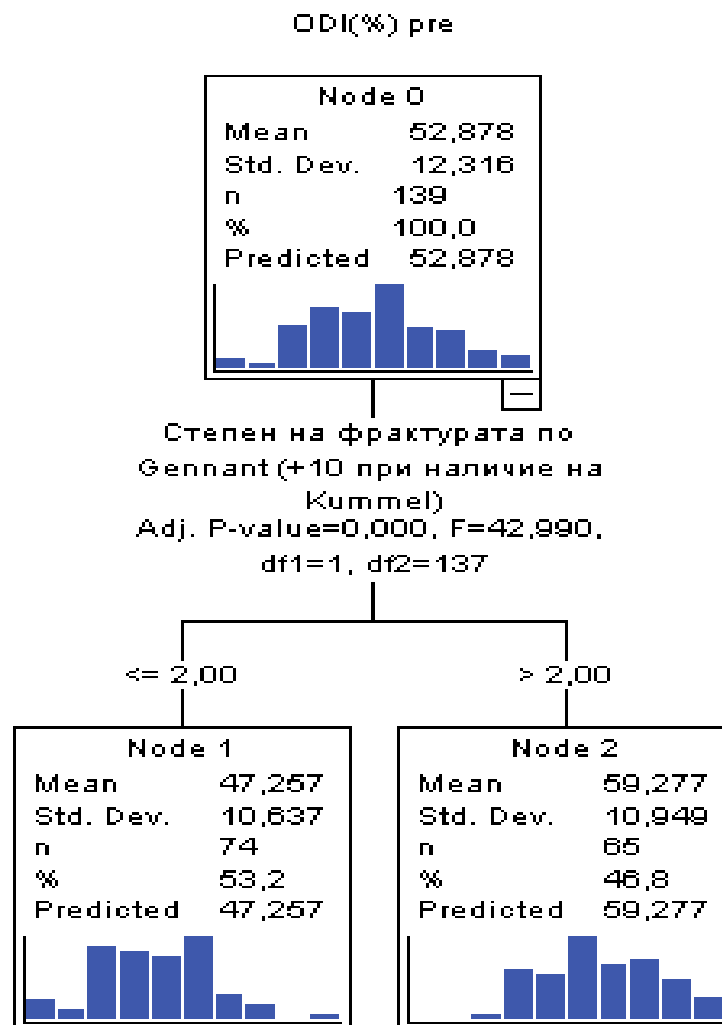 ODI(%) pre
Node 0
Mean 52,878
Std. Dev. 12,316
n 139
% 100,0
Predicted 52,878
Степен на фрактурата по
Gennant (+10 при наличие на
Kummel)
Adj. P-value=0,000, F=42,990,
df1=1, df2=137
<= 2,00
> 2,00
Node 1
Mean 47,257
Std. Dev. 10,637
n 74
% 53,2
Predicted 47,257
Node 2
Mean 59,277
Std. Dev. 10,949
n 65
% 46,8
Predicted 59,277